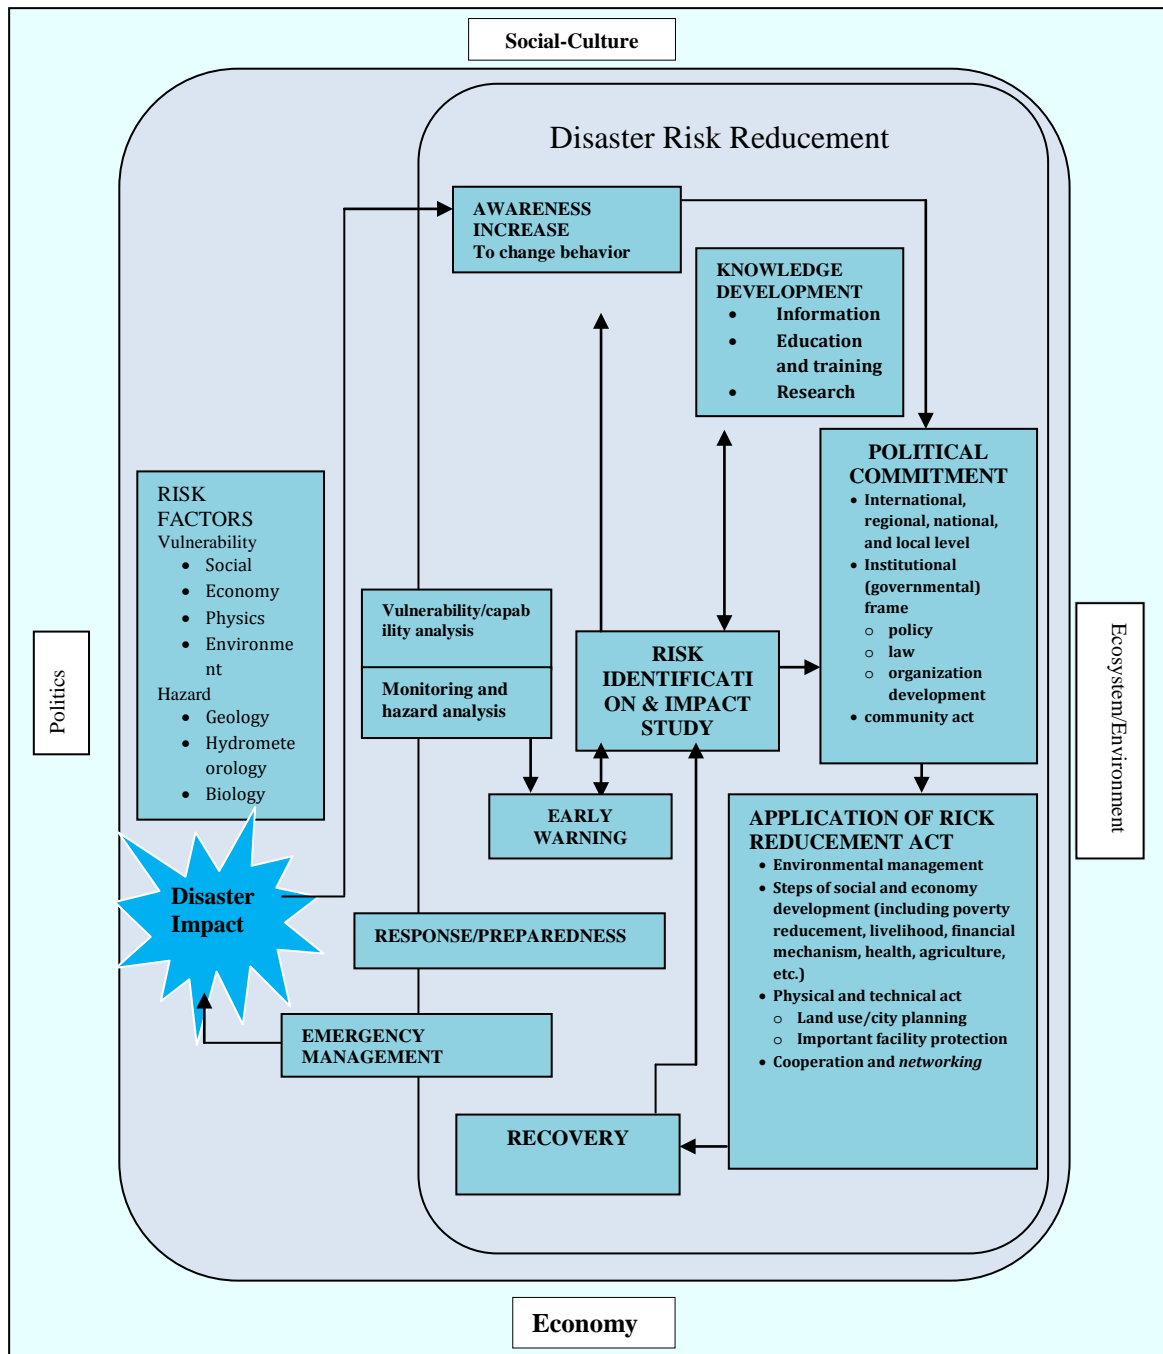 Social-Culture
Disaster Risk Reducement
AWARENESS
INCREASE
To change behavior
KNOWLEDGE
DEVELOPMENT
• Information
• Education
and training
• Research
POLITICAL
COMMITMENT
• International,
regional, national,
and local level
• Institutional
(governmental)
frame
o policy
o law
o organization
development
• community act
RISK
FACTORS
Vulnerability
• Social
• Economy
• Physics
• Environme
nt
Hazard
• Geology
• Hydromete
orology
• Biology
Vulnerability/capab
ility analysis
Monitoring and
hazard analysis
RISK
IDENTIFICATI
ON & IMPACT
STUDY
Politics
Ecosystem/Environment
EARLY
WARNING
APPLICATION OF RICK
REDUCEMENT ACT
• Environmental management
• Steps of social and economy
development (including poverty
reducement, livelihood, financial
mechanism, health, agriculture,
etc.)
• Physical and technical act
o Land use/city planning
o Important facility protection
• Cooperation and networking
Disaster
Impact
RESPONSE/PREPAREDNESS
EMERGENCY
MANAGEMENT
RECOVERY
Economy